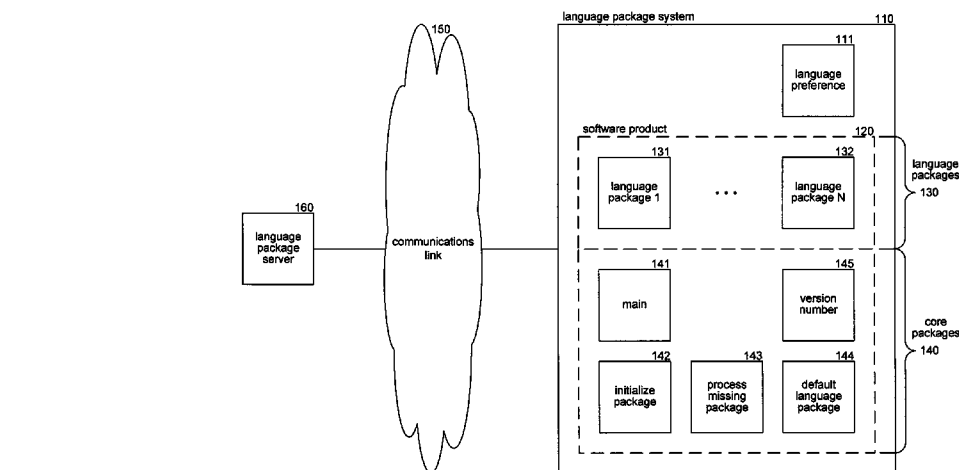 language package system
110
150
111
language
preference
software product
120
131
language
package 1
...
132
language
package N
language
packages
130
160
language
package
server
communications
link
141
main
145
version
number
core
packages
140
142
initialize
package
143
process
missing
package
144
default
language
package